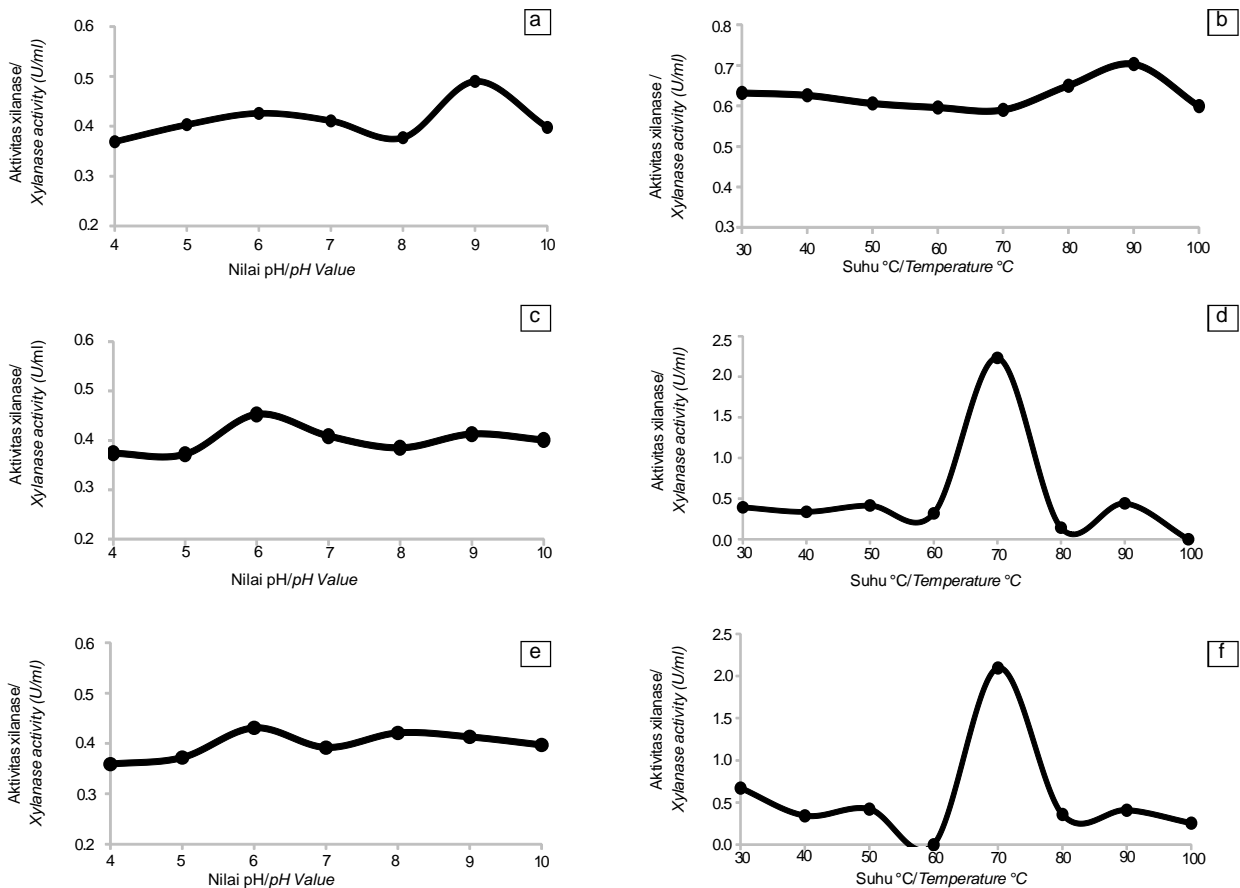 a
0.6
0.5
0.4
0.3
0.2
Aktivitas xilanase/
Xylanase activity (U/ml)
4 5 6 7 8 9 10
Nilai pH/pH Value
b
0.8
0.7
0.6
0.5
0.4
0.3
Aktivitas xilanase /
Xylanase activity (U/ml)
30 40 50 60 70 80 90 100
Suhu °C/Temperature °C
c
0.6
0.5
0.4
0.3
0.2
Aktivitas xilanase/
Xylanase activity (U/ml)
4 5 6 7 8 9 10
Nilai pH/pH Value
d
2.5
2.0
1.5
1.0
0.5
0.0
Aktivitas xilanase/
Xylanase activity (U/ml)
30 40 50 60 70 80 90 100
Suhu °C/Temperature °C
e
0.6
0.5
0.4
0.3
0.2
Aktivitas xilanase/
Xylanase activity (U/ml)
4 5 6 7 8 9 10
Nilai pH/pH Value
f
2.5
2.0
1.5
1.0
0.5
0.0
Aktivitas xilanase/
Xylanase activity (U/ml)
30 40 50 60 70 80 90 100
Suhu °C/Temperature °C